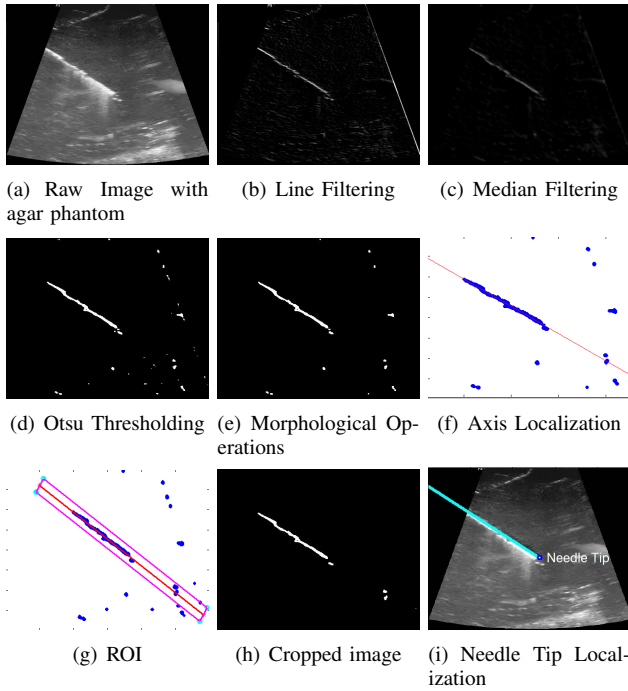 (a) Raw Image with
agar phantom
(b) Line Filtering
(c) Median Filtering
(d) Otsu Thresholding
(e) Morphological Op-
erations
(f) Axis Localization
(g) ROI
(h) Cropped image
Needle Tip
(i) Needle Tip Local-
ization